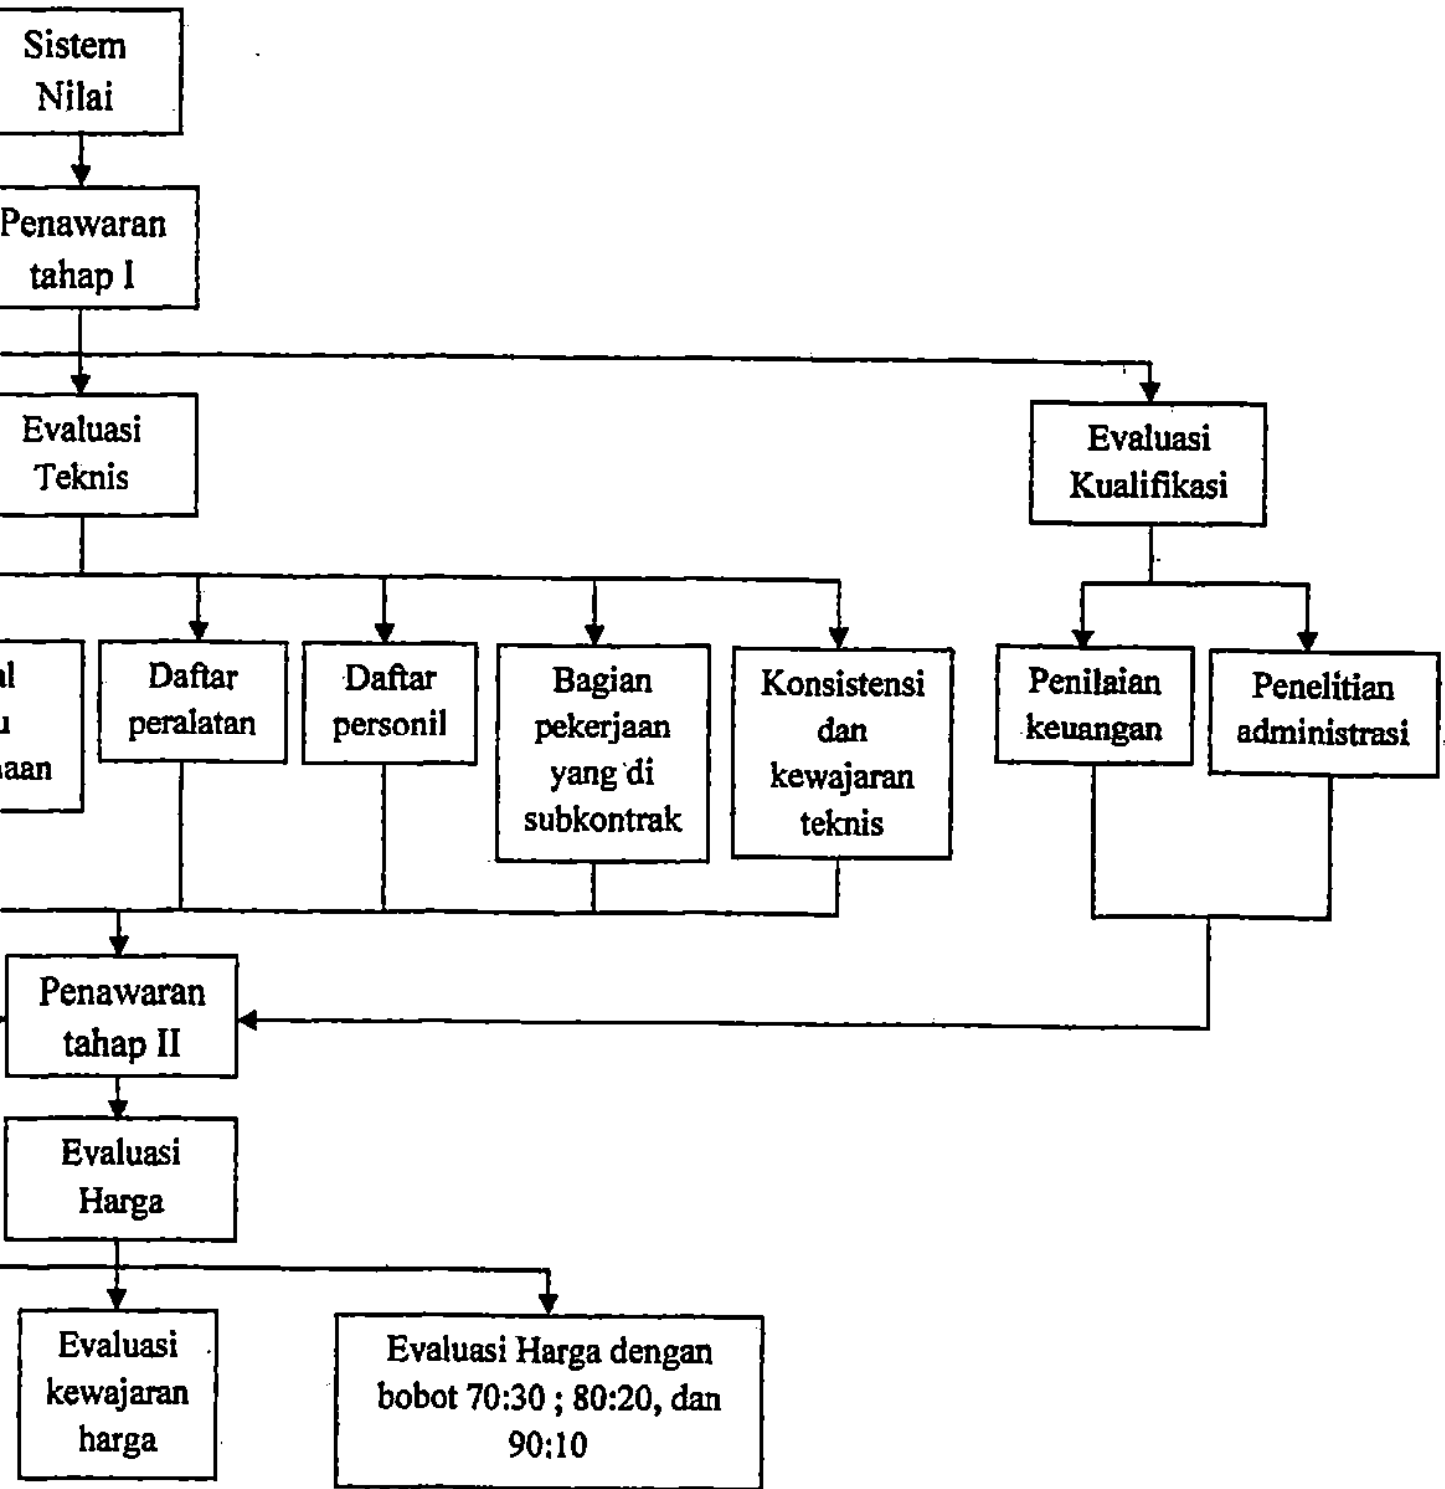 Sistem
Nilai
Penawaran
tahap I
Evaluasi
Teknis
Evaluasi
Kualifikasi
Daftar
peralatan
Daftar
personil
Bagian
pekerjaan
yang di
subkontrak
Konsistensi
dan
kewajaran
teknis
Penilaian
keuangan
Penelitian
administrasi
Penawaran
tahap II
Evaluasi
Harga
Evaluasi
kewajaran
harga
Evaluasi Harga dengan
bobot 70:30 ; 80:20, dan
90:10